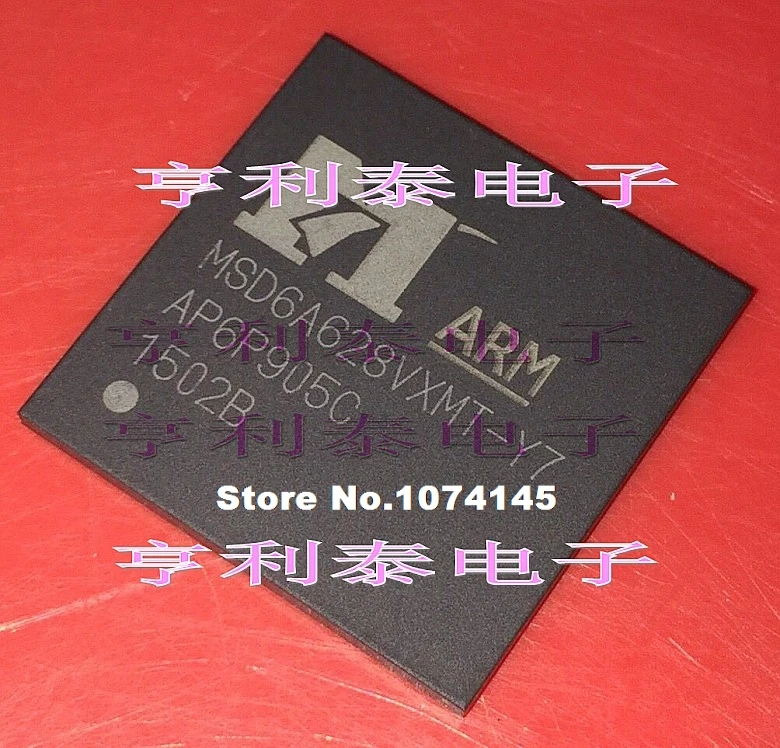 亨利泰电子
MSD6A628VXMT-Y7
ARM
AP6P905C
亨利泰电子
1502B
亨利泰电子
Store No.1074145
亨利泰电子